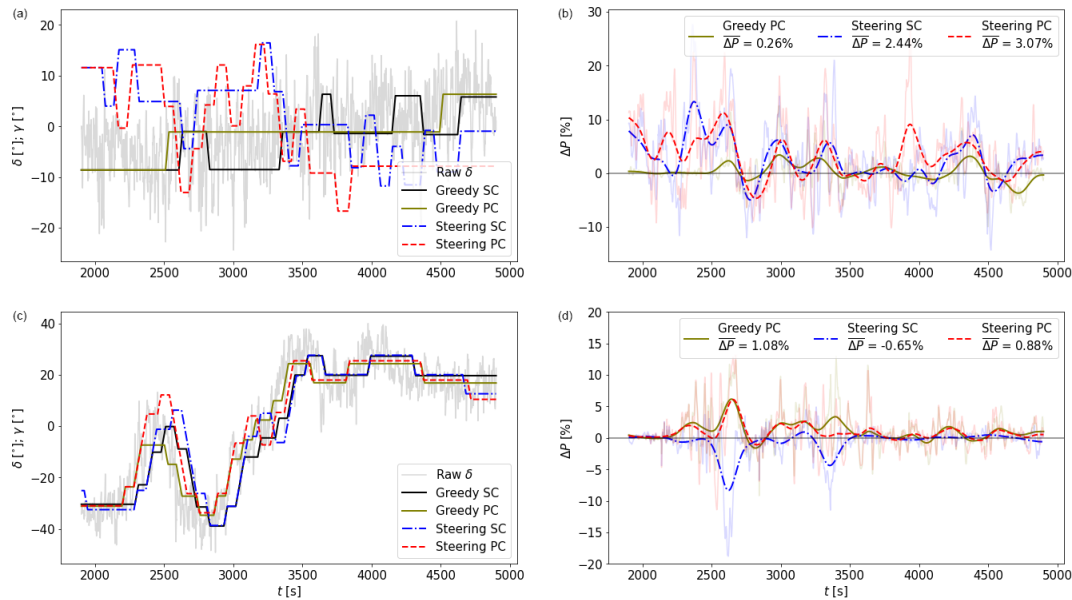 (a)
δ [°]; γ [°]
20
10
0
−10
−20
2000
2500
3000
3500
4000
4500
5000
Raw δ
Greedy SC
Greedy PC
Steering SC
Steering PC
(b)
ΔP [%]
30
20
10
0
−10
2000
2500
3000
3500
4000
4500
5000
Greedy PC
ΔP = 0.26%
Steering SC
ΔP = 2.44%
Steering PC
ΔP = 3.07%
(c)
δ [°]; γ [°]
40
20
0
−20
−40
2000
2500
3000
3500
4000
4500
5000
t [s]
Raw δ
Greedy SC
Greedy PC
Steering SC
Steering PC
(d)
ΔP [%]
20
15
10
5
0
−5
−10
−15
−20
2000
2500
3000
3500
4000
4500
5000
t [s]
Greedy PC
ΔP = 1.08%
Steering SC
ΔP = -0.65%
Steering PC
ΔP = 0.88%